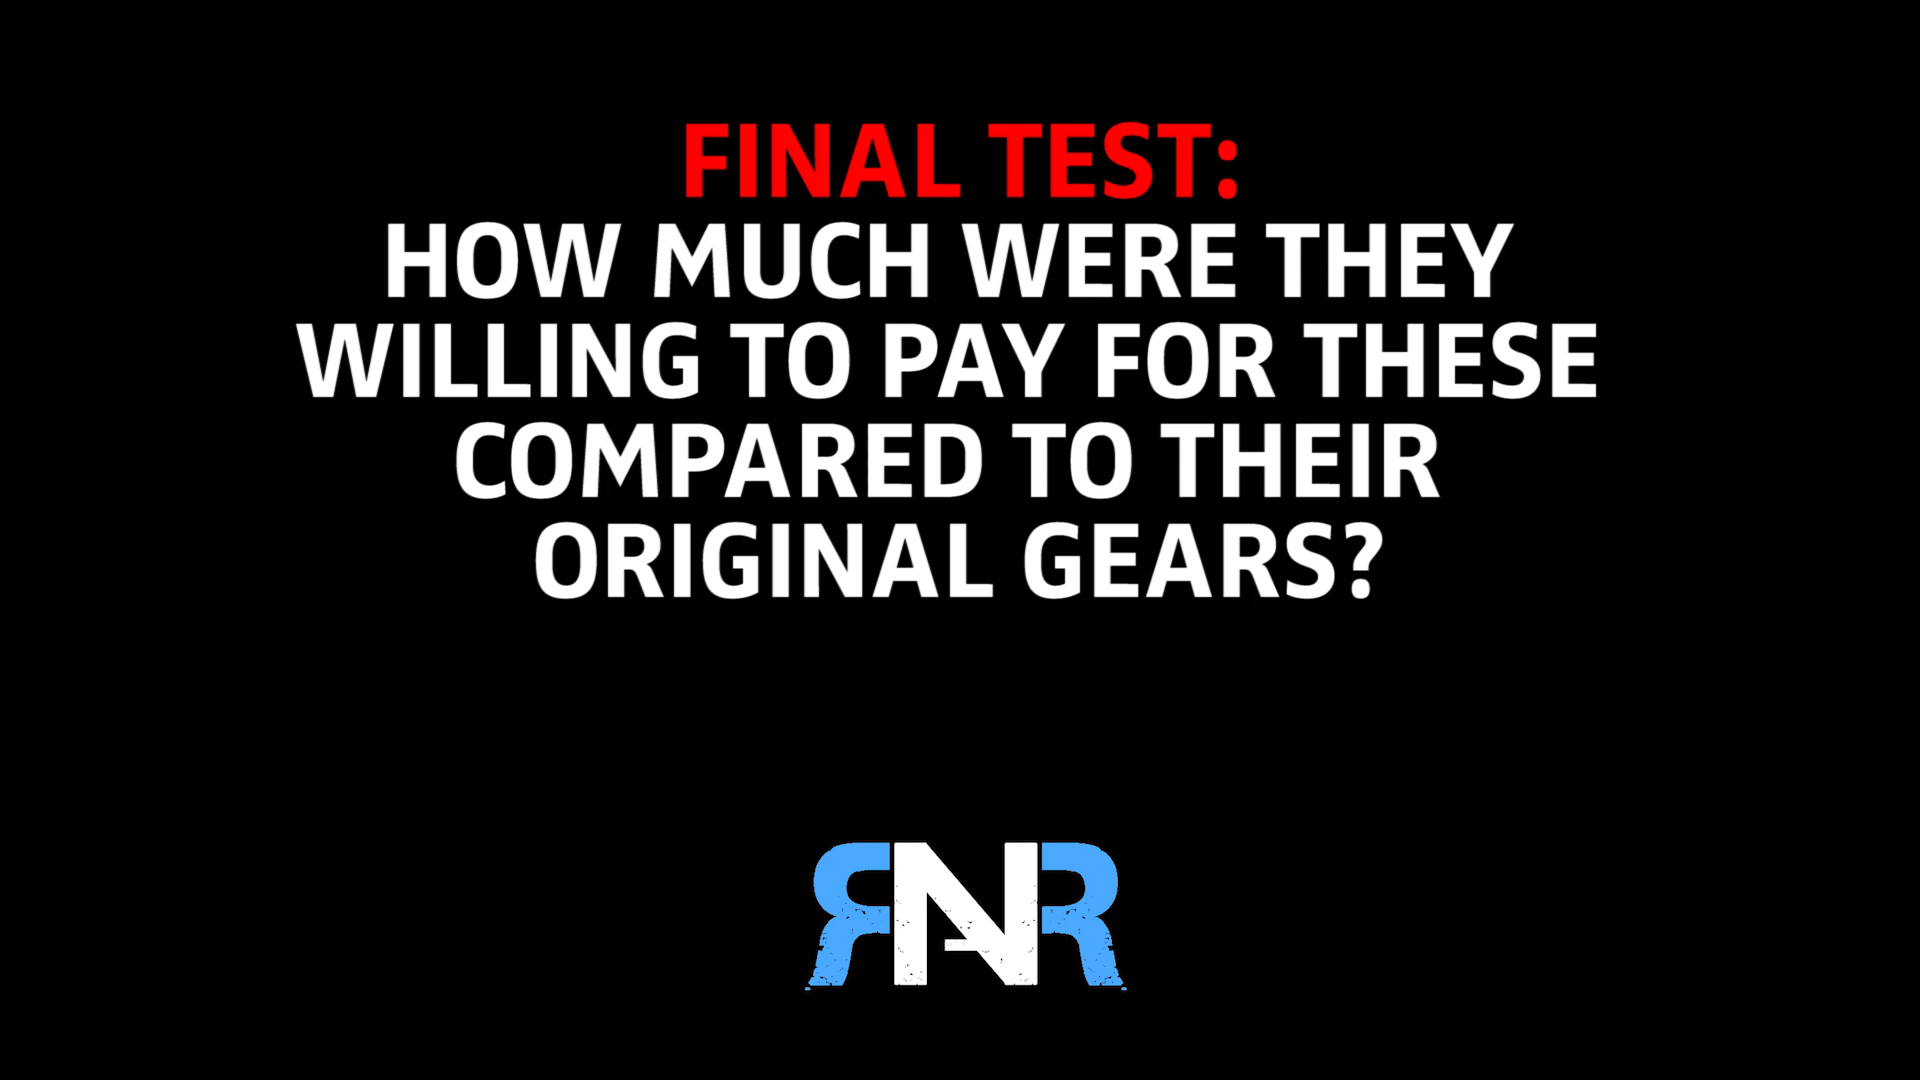 FINAL TEST:
HOW MUCH WERE THEY
WILLING TO PAY FOR THESE
COMPARED TO THEIR
ORIGINAL GEARS?
RNR